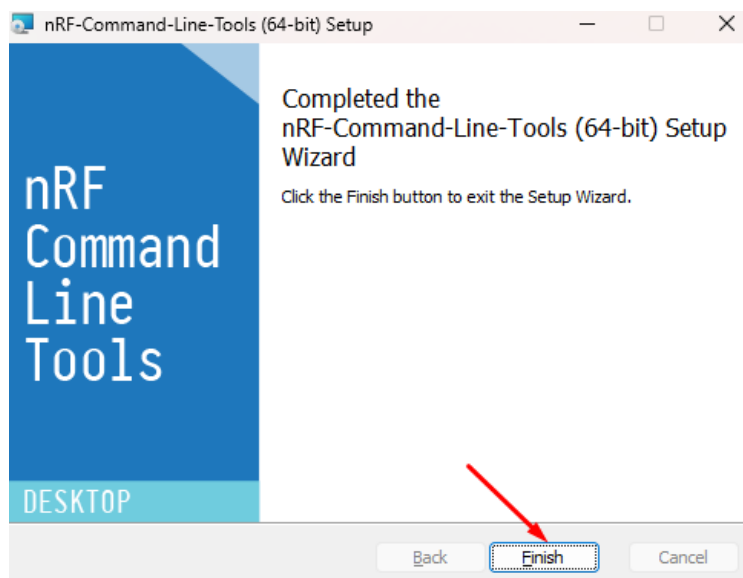 nRF-Command-Line-Tools (64-bit) Setup
nRF
Command
Line
Tools
DESKTOP
Completed the
nRF-Command-Line-Tools (64-bit) Setup
Wizard
Click the Finish button to exit the Setup Wizard.
Back
Finish
Cancel